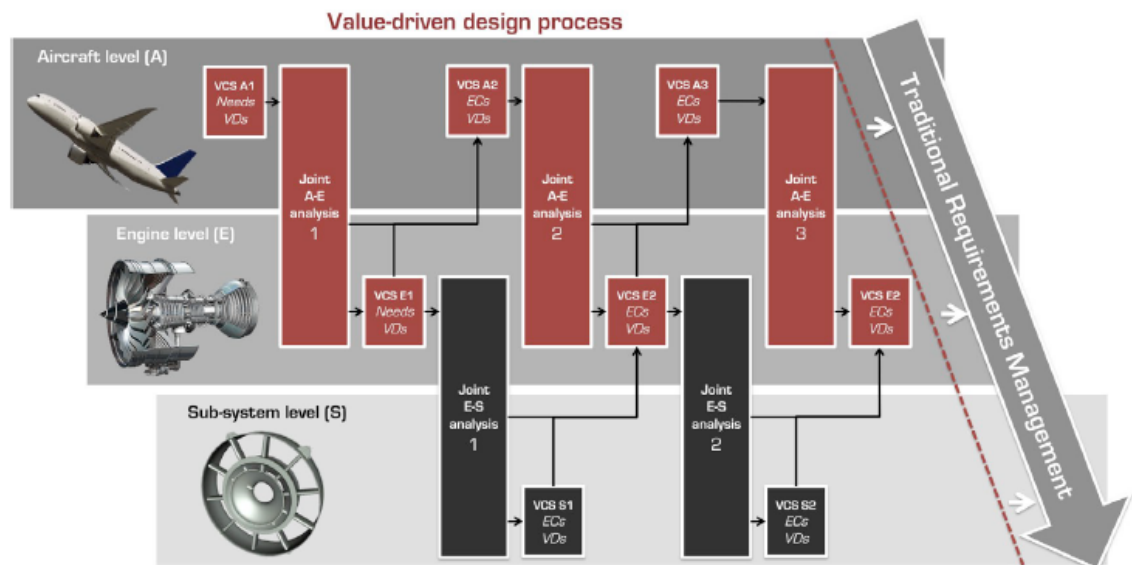 Value-driven design process
Aircraft level (A)
VCS A1
Needs
VDs
VCS A2
ECs
VDs
VCS A3
ECs
VDs
Joint
A-E
analysis
1
Joint
A-E
analysis
2
Joint
A-E
analysis
3
Engine level (E)
VCS E1
Needs
VDs
VCS E2
ECs
VDs
VCS E2
ECs
VDs
Joint
E-S
analysis
1
Joint
E-S
analysis
2
Sub-system level (S)
VCS S1
ECs
VDs
VCS S2
ECs
VDs
Traditional Requirements Management